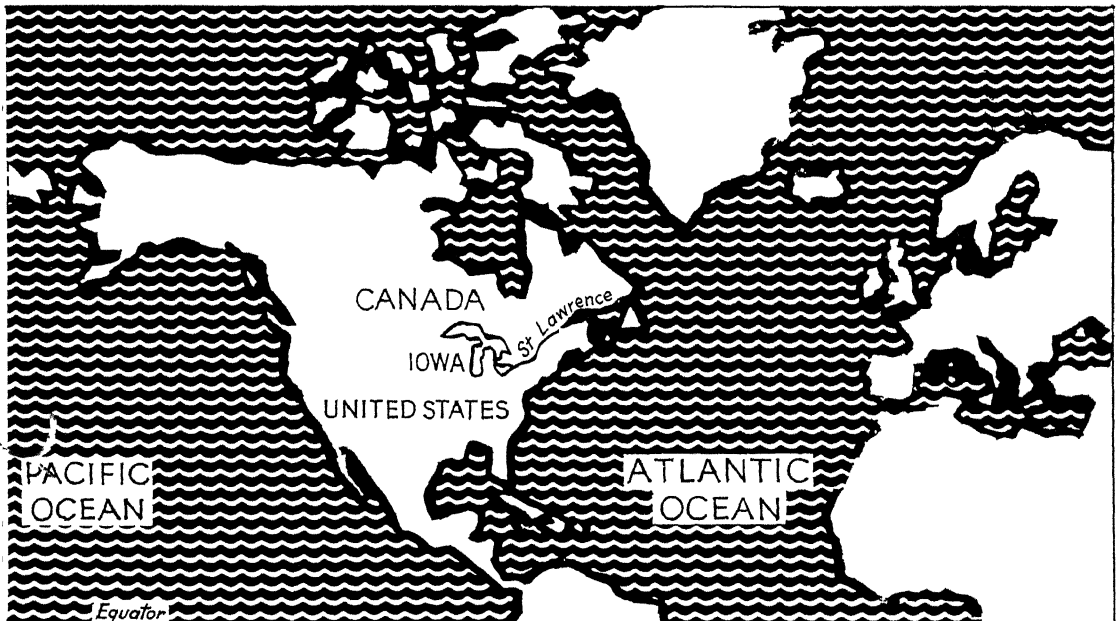 CANADA
St Lawrence
IOWA
UNITED STATES
PACIFIC
OCEAN
ATLANTIC
OCEAN
Equator